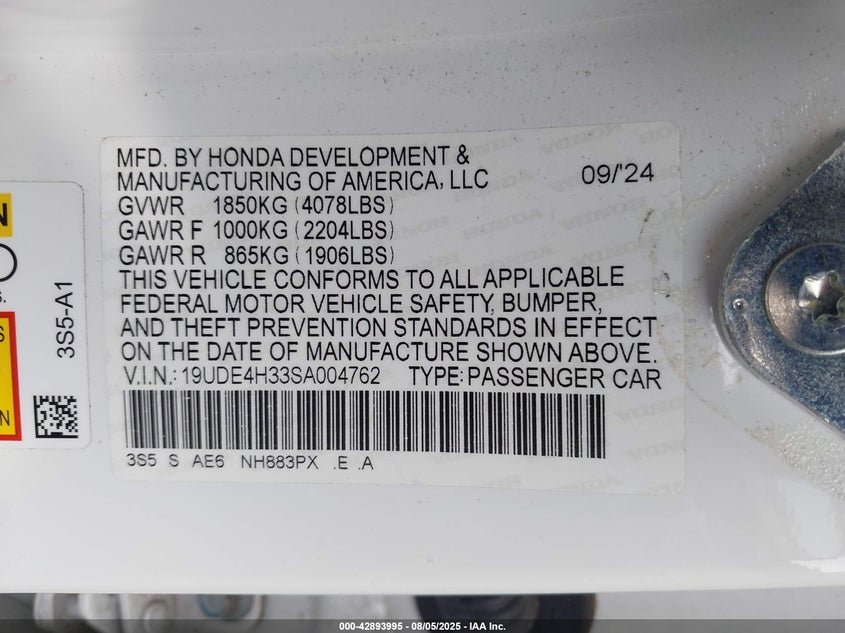 MFD. BY HONDA DEVELOPMENT &
MANUFACTURING OF AMERICA, LLC 09/'24
GVWR 1850KG (4078LBS)
GAWR F 1000KG (2204LBS)
GAWR R 865KG (1906LBS)
THIS VEHICLE CONFORMS TO ALL APPLICABLE
FEDERAL MOTOR VEHICLE SAFETY, BUMPER,
AND THEFT PREVENTION STANDARDS IN EFFECT
ON THE DATE OF MANUFACTURE SHOWN ABOVE.
V.I.N.: 19UDE4H33SA004762 TYPE: PASSENGER CAR
3S5 S AE6 NH883PX .E .A
3S5-A1
000-42893995 - 08/05/2025 - IAA Inc.